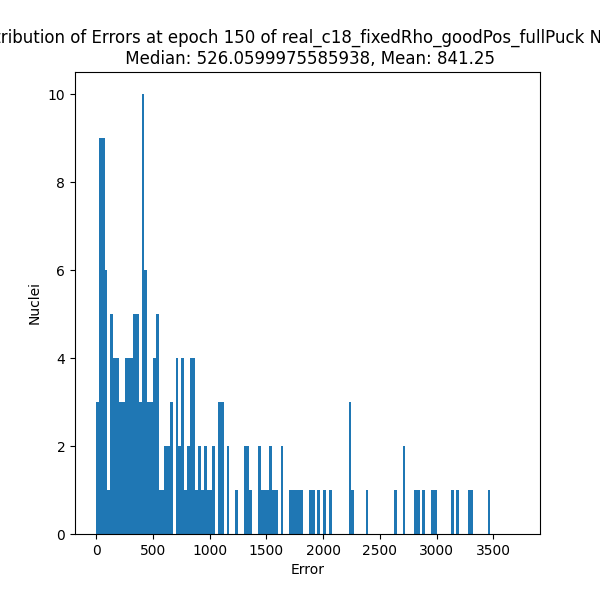 tribution of Errors at epoch 150 of real_c18_fixedRho_goodPos_fullPuck N
Median: 526.0599975585938, Mean: 841.25
10
8
6
4
2
0
Nuclei
0 500 1000 1500 2000 2500 3000 3500
Error